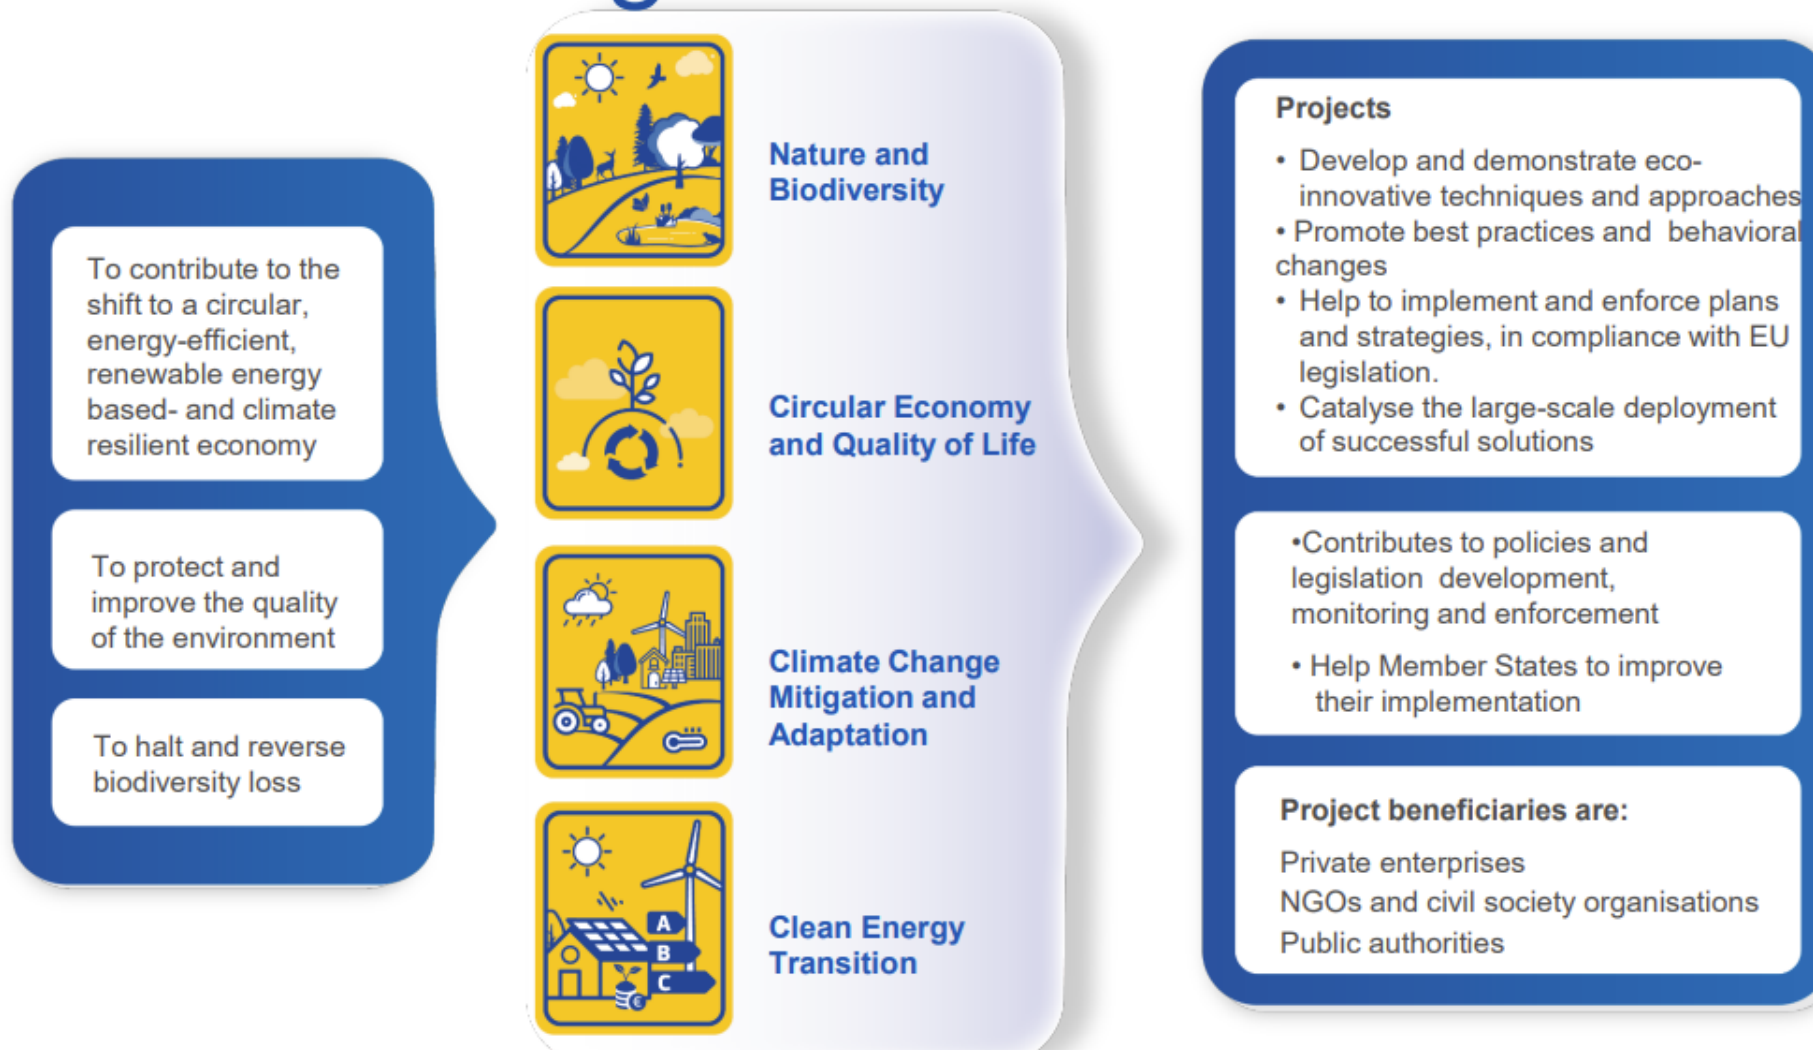 To contribute to the
shift to a circular,
energy-efficient,
renewable energy
based- and climate
resilient economy
To protect and
improve the quality
of the environment
To halt and reverse
biodiversity loss
Nature and
Biodiversity
Circular Economy
and Quality of Life
Climate Change
Mitigation and
Adaptation
A
B
C
€
Clean Energy
Transition
Projects
• Develop and demonstrate eco-
innovative techniques and approaches
• Promote best practices and  behavioral
changes
• Help to implement and enforce plans
and strategies, in compliance with EU
legislation.
• Catalyse the large-scale deployment
of successful solutions
•Contributes to policies and
legislation  development,
monitoring and enforcement
• Help Member States to improve
their implementation
Project beneficiaries are:
Private enterprises
NGOs and civil society organisations
Public authorities